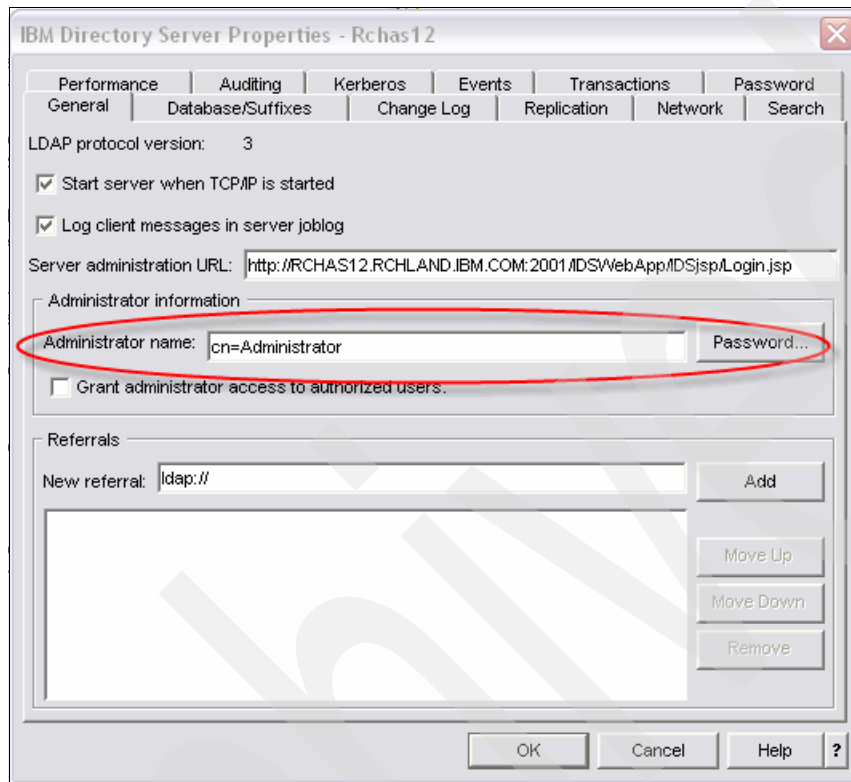 IBM Directory Server Properties - Rchas12
Performance Auditing Kerberos Events Transactions Password
General Database/Suffixes Change Log Replication Network Search
LDAP protocol version: 3
Start server when TCP/IP is started
Log client messages in server joblog
Server administration URL: http://RCHAS12.RCHLAND.IBM.COM:2001/IDSWebApp/IDSjsp/Login.jsp
Administrator information
Administrator name: cn=Administrator Password...
Grant administrator access to authorized users.
Referrals
New referral: ldap:// Add
Move Up
Move Down
Remove
OK Cancel Help ?